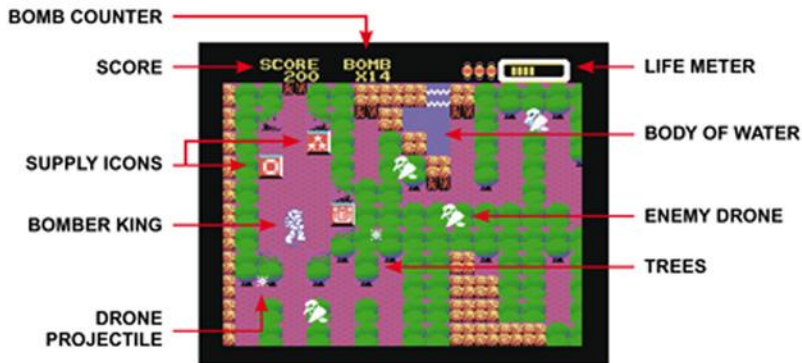 BOMB COUNTER
SCORE
LIFE METER
SCORE BOMB
200 X14
SUPPLY ICONS
BODY OF WATER
BOMBER KING
ENEMY DRONE
TREES
DRONE
PROJECTILE